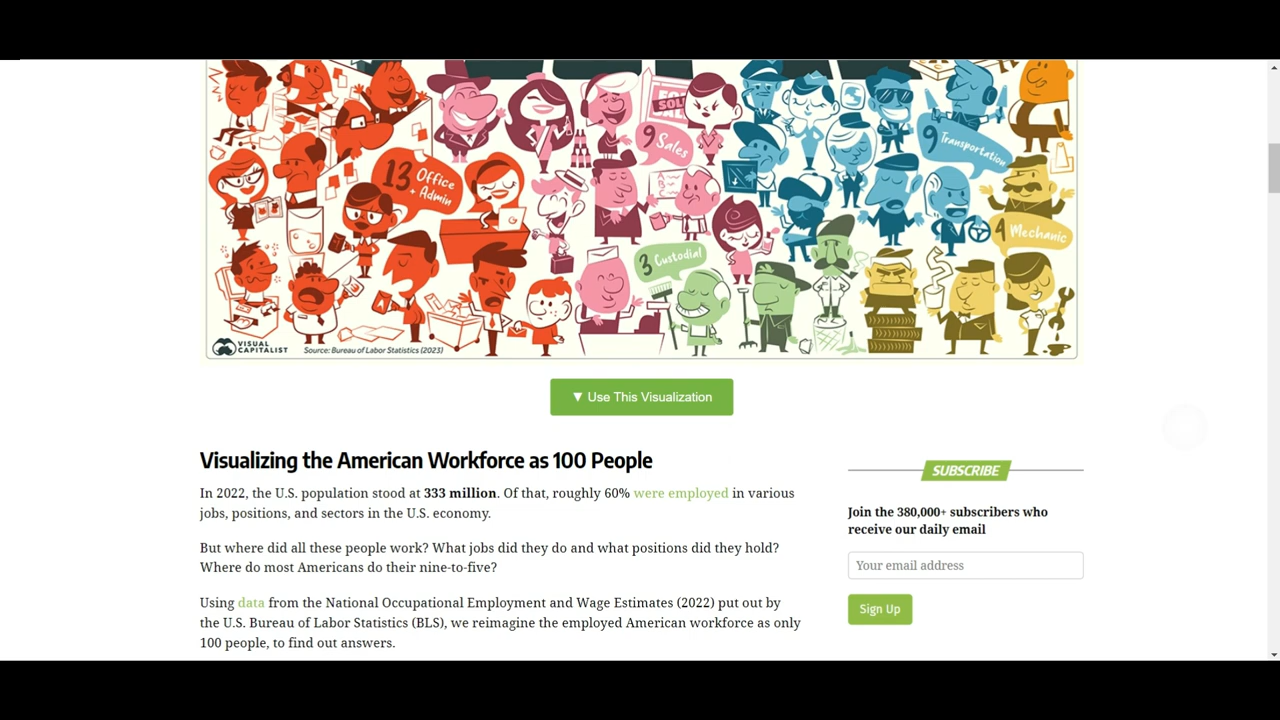 9 Sales
SOLD
9 Transportation
13 Office
+ Admin
4 Mechanic
3 Custodial
VISUAL
CAPITALIST
Source: Bureau of Labor Statistics (2023)
▼ Use This Visualization
Visualizing the American Workforce as 100 People
In 2022, the U.S. population stood at 333 million. Of that, roughly 60% were employed in various
jobs, positions, and sectors in the U.S. economy.
But where did all these people work? What jobs did they do and what positions did they hold?
Where do most Americans do their nine-to-five?
Using data from the National Occupational Employment and Wage Estimates (2022) put out by
the U.S. Bureau of Labor Statistics (BLS), we reimagine the employed American workforce as only
100 people, to find out answers.
SUBSCRIBE
Join the 380,000+ subscribers who
receive our daily email
Your email address
Sign Up